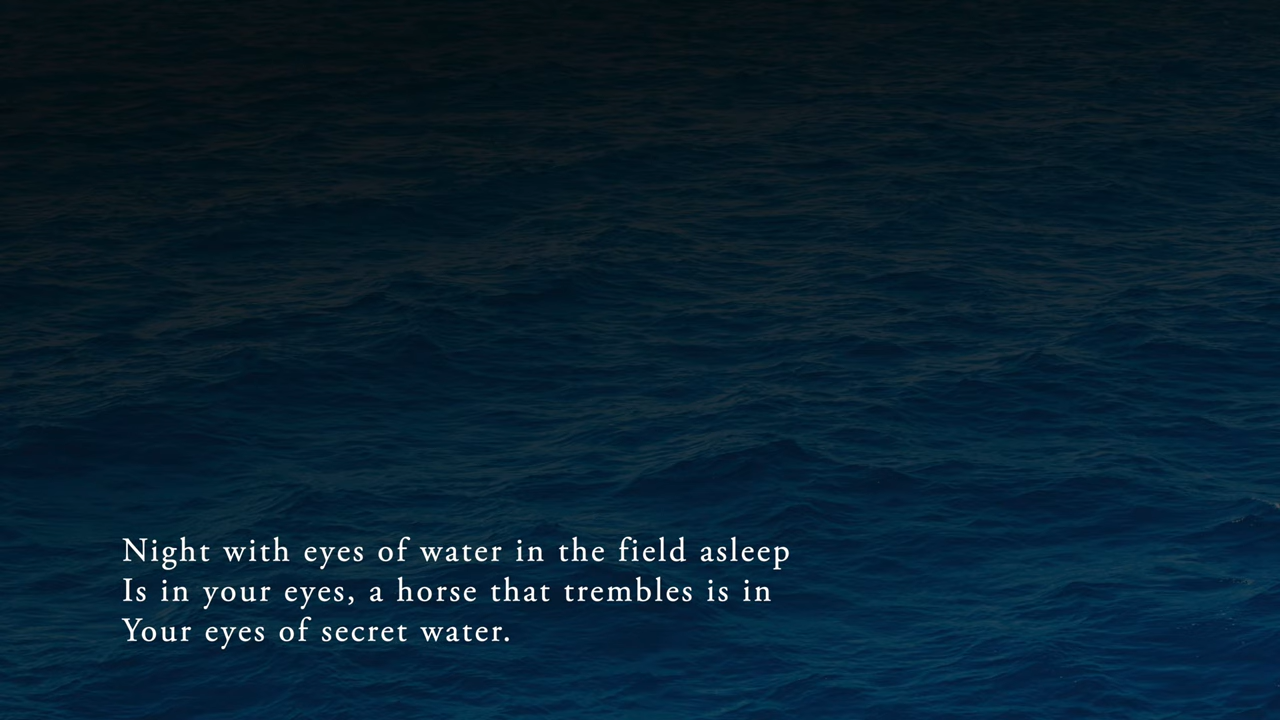 Night with eyes of water in the field asleep
Is in your eyes, a horse that trembles is in
Your eyes of secret water.